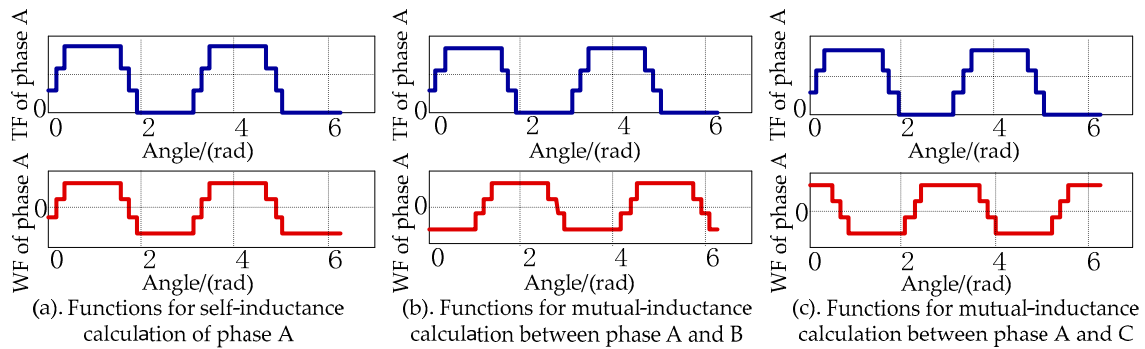 TF of phase A
0
0 2 4 6
Angle/(rad)
WF of phase A
0
0 2 4 6
Angle/(rad)
(a). Functions for self-inductance
calculation of phase A
TF of phase A
0
0 2 4 6
Angle/(rad)
WF of phase A
0
0 2 4 6
Angle/(rad)
(b). Functions for mutual-inductance
calculation between phase A and B
TF of phase A
0
0 2 4 6
Angle/(rad)
WF of phase A
0
0 2 4 6
Angle/(rad)
(c). Functions for mutual-inductance
calculation between phase A and C